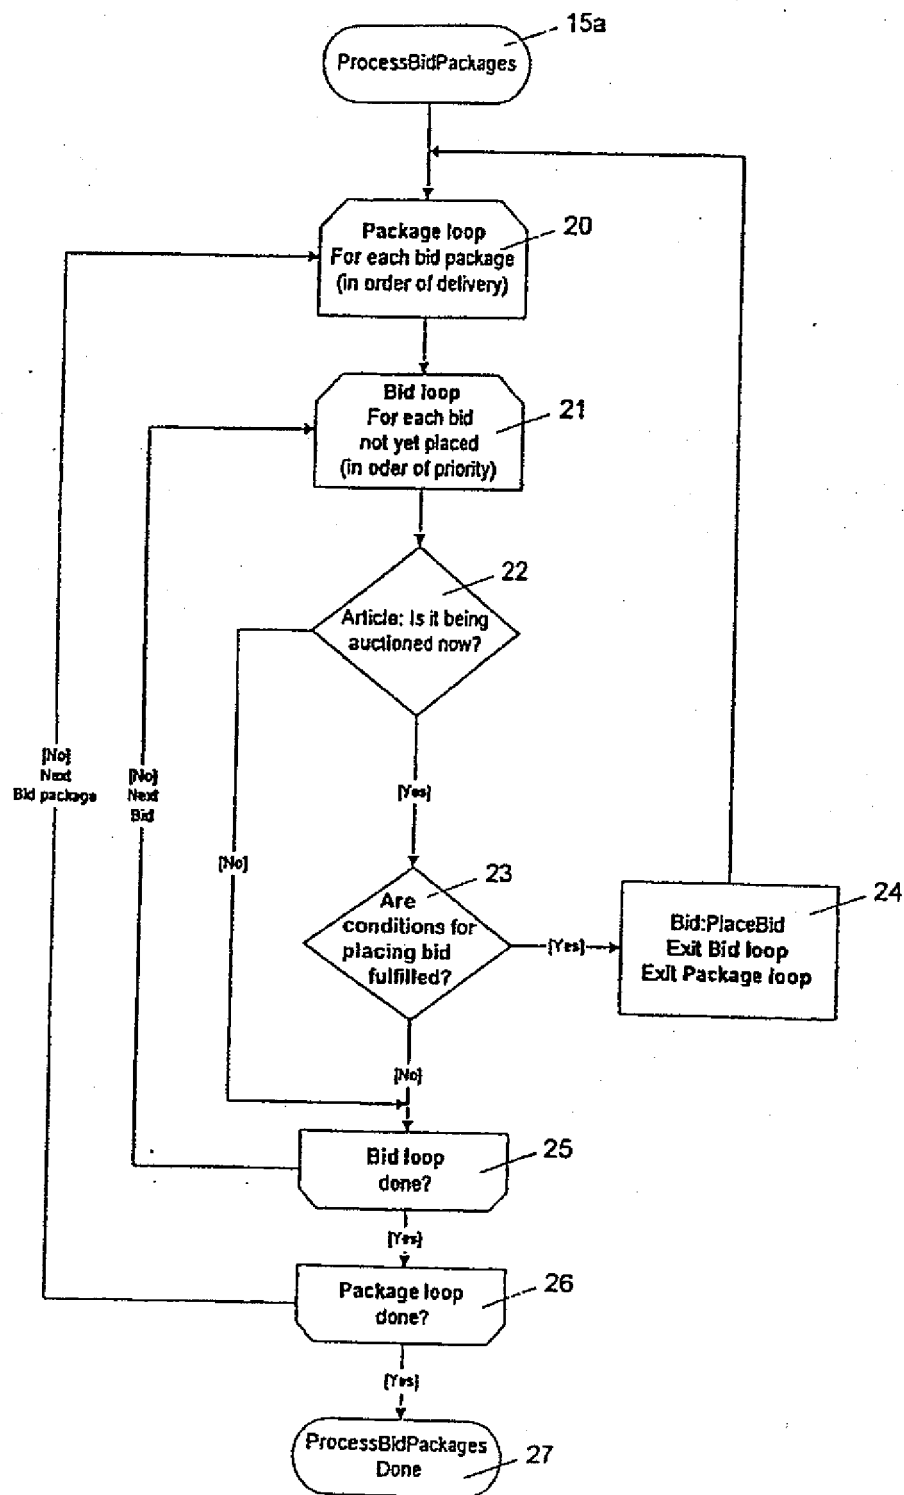 15a
ProcessBidPackages
Package loop
For each bid package
(in order of delivery)
20
Bid loop
For each bid
not yet placed
(in oder of priority)
21
22
Article: Is it being
auctioned now?
[No]
Next
Bid package
[No]
Next
Bid
[Yes]
[No]
23
Are
conditions for
placing bid
fulfilled?
[Yes]
24
Bid:PlaceBid
Exit Bid loop
Exit Package loop
[No]
Bid loop
done?
25
[Yes]
Package loop
done?
26
[Yes]
ProcessBidPackages
Done
27